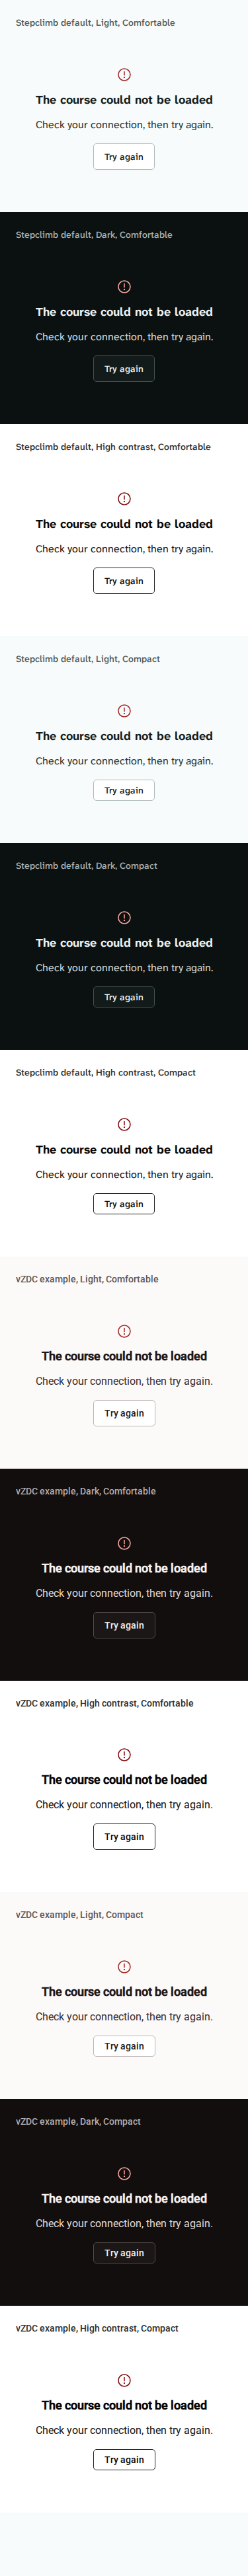 Stepclimb default, Light, Comfortable
The course could not be loaded
Check your connection, then try again.
Try again
Stepclimb default, Dark, Comfortable
The course could not be loaded
Check your connection, then try again.
Try again
Stepclimb default, High contrast, Comfortable
The course could not be loaded
Check your connection, then try again.
Try again
Stepclimb default, Light, Compact
The course could not be loaded
Check your connection, then try again.
Try again
Stepclimb default, Dark, Compact
The course could not be loaded
Check your connection, then try again.
Try again
Stepclimb default, High contrast, Compact
The course could not be loaded
Check your connection, then try again.
Try again
vZDC example, Light, Comfortable
The course could not be loaded
Check your connection, then try again.
Try again
vZDC example, Dark, Comfortable
The course could not be loaded
Check your connection, then try again.
Try again
vZDC example, High contrast, Comfortable
The course could not be loaded
Check your connection, then try again.
Try again
vZDC example, Light, Compact
The course could not be loaded
Check your connection, then try again.
Try again
vZDC example, Dark, Compact
The course could not be loaded
Check your connection, then try again.
Try again
vZDC example, High contrast, Compact
The course could not be loaded
Check your connection, then try again.
Try again